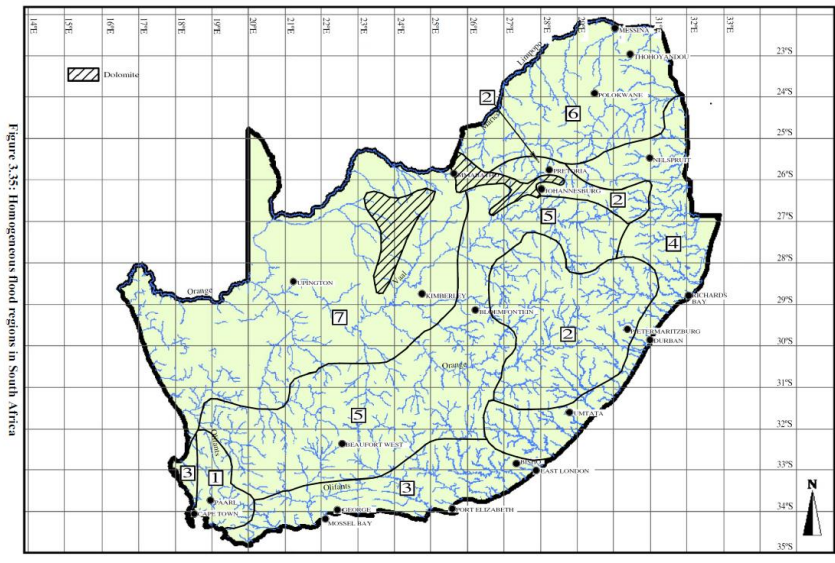 14°E
15°E
16°E
17°E
18°E
19°E
20°E
21°E
22°E
23°E
24°E
25°E
26°E
27°E
28°E
29°E
31°E
32°E
33°E
Dolomite
Limpopo
MESSINA
23°S
THOHOYANDOU
2
POLOKWANE
24°S
6
25°S
NELSPRUIT
PRETORIA
26°S
JOHANNESBURG
2
5
27°S
4
28°S
UPINGTON
Orange
Vaal
KIMBERLEY
RICHARDS
BAY
29°S
BLOEMFONTEIN
7
2
PIETERMARITZBURG
DURBAN
30°S
Orange
31°S
5
UMTATA
32°S
BEAUFORT WEST
Olifants
3
1
EAST LONDON
33°S
Olifants
3
PAARL
CAPE TOWN
GEORGE
PORT ELIZABETH
34°S
MOSSEL BAY
35°S
N
Figure 3.35: Homogeneous flood regions in South Africa